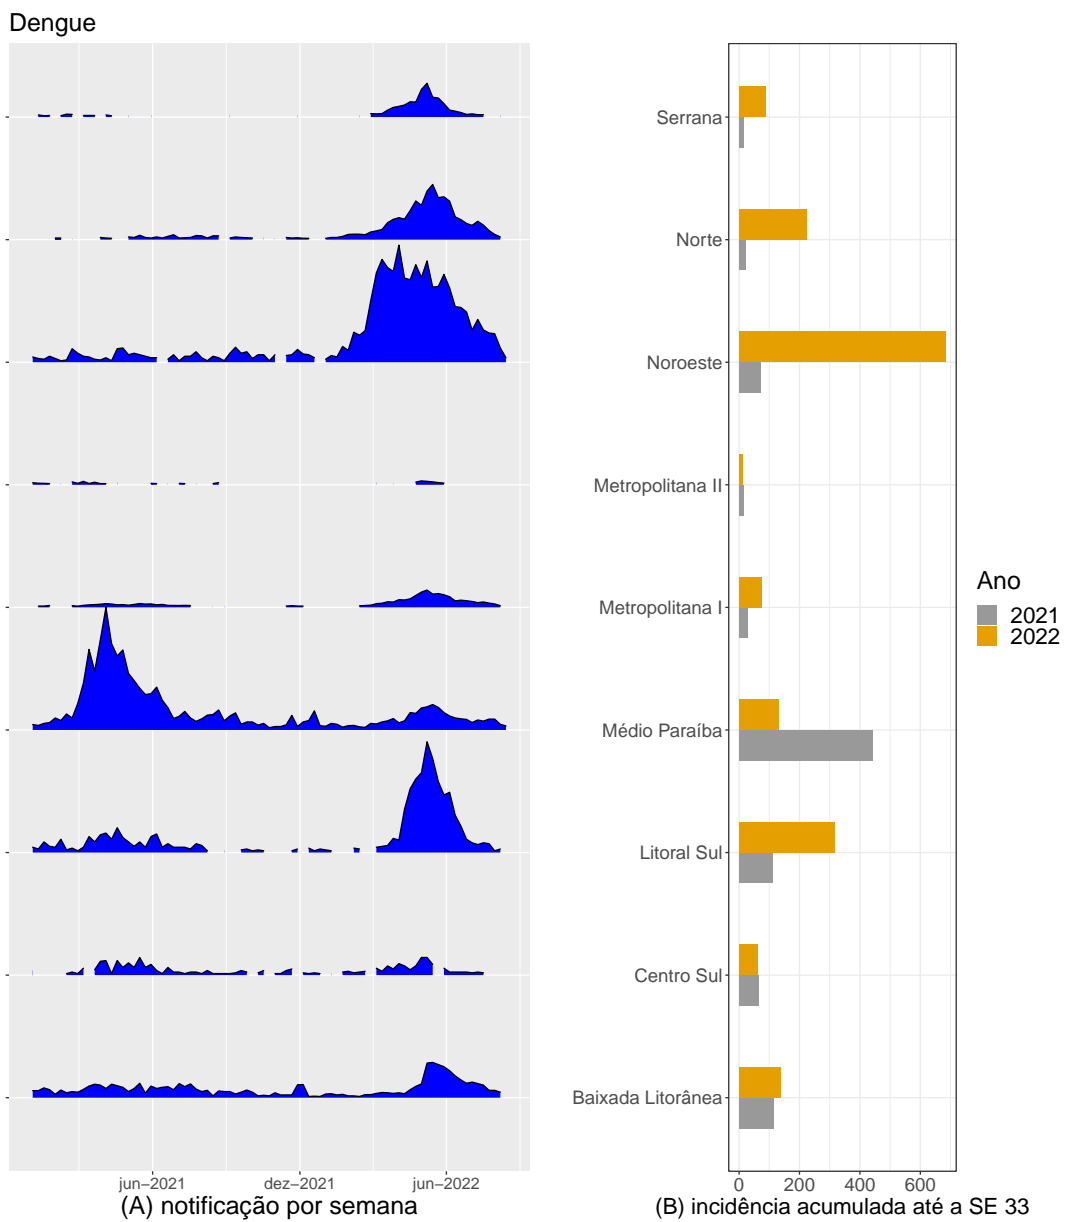 Dengue
Serrana
Norte
Noroeste
Metropolitana II
Metropolitana I
Médio Paraíba
Litoral Sul
Centro Sul
Baixada Litorânea
Ano
2021
2022
jun–2021 dez–2021 jun–2022
0 200 400 600
(A) notificação por semana
(B) incidência acumulada até a SE 33